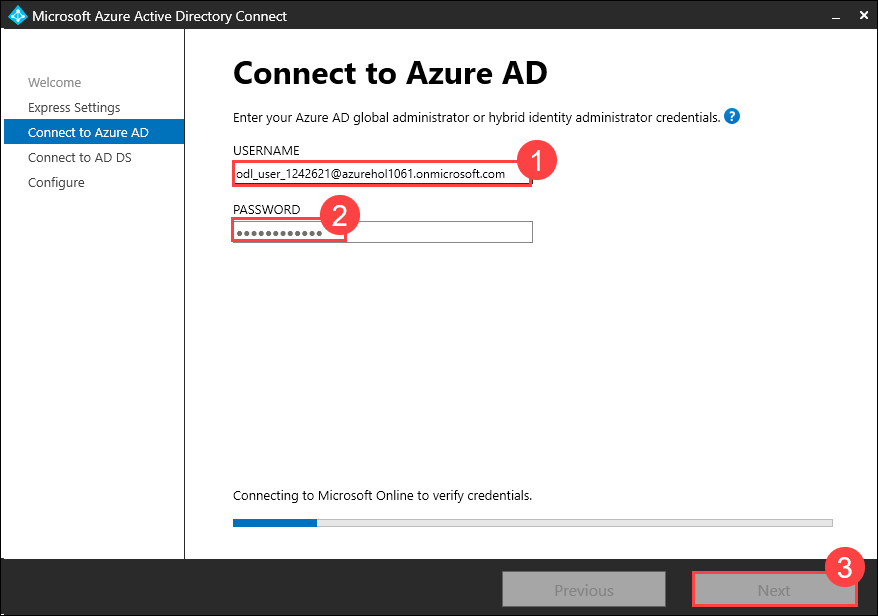 Microsoft Azure Active Directory Connect
Welcome
Express Settings
Connect to Azure AD
Connect to AD DS
Configure
Connect to Azure AD
Enter your Azure AD global administrator or hybrid identity administrator credentials. ?
USERNAME
1
odl_user_1242621@azurehol1061.onmicrosoft.com
PASSWORD
2
••••••••••••
Connecting to Microsoft Online to verify credentials.
Previous
Next
3